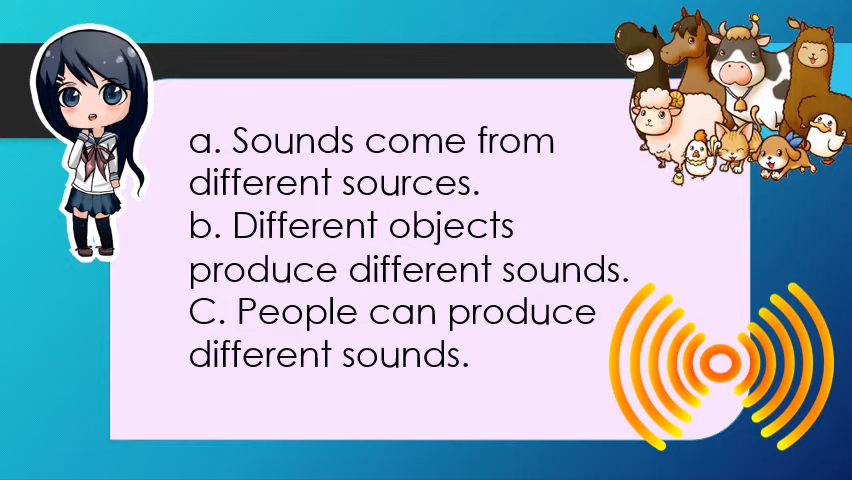 a. Sounds come from
different sources.
b. Different objects
produce different sounds.
C. People can produce
different sounds.